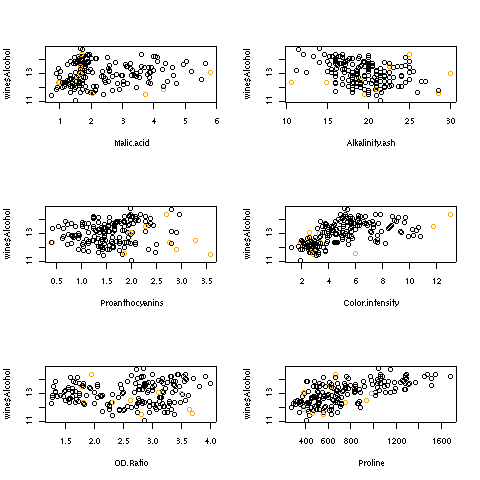 wine$Alcohol
11 13
1 2 3 4 5 6
Malic.acid
wine$Alcohol
11 13
10 15 20 25 30
Alkalinity.ash
wine$Alcohol
11 13
0.5 1.0 1.5 2.0 2.5 3.0 3.5
Proanthocyanins
wine$Alcohol
11 13
2 4 6 8 10 12
Color.intensity
wine$Alcohol
11 13
1.5 2.0 2.5 3.0 3.5 4.0
OD.Ratio
wine$Alcohol
11 13
400 600 800 1200 1600
Proline